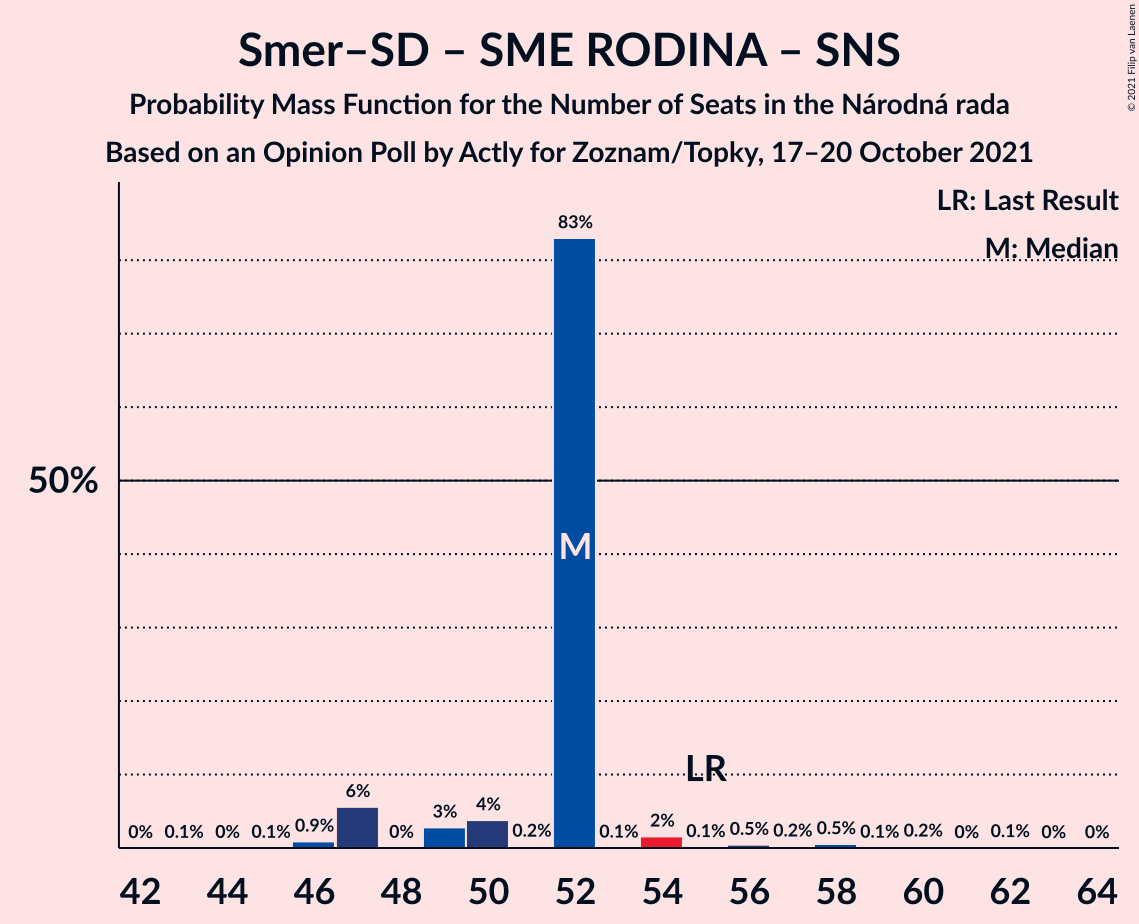 Smer–SD – SME RODINA – SNS
Probability Mass Function for the Number of Seats in the Národná rada
Based on an Opinion Poll by Actly for Zoznam/Topky, 17–20 October 2021
© 2021 Filip van Laenen
LR: Last Result
M: Median
83%
50%
M
LR
0% 0.1% 0% 0.1% 0.9% 6% 0% 3% 4% 0.2% 0.1% 2% 0.1% 0.5% 0.2% 0.5% 0.1% 0.2% 0% 0.1% 0% 0%
42 44 46 48 50 52 54 56 58 60 62 64